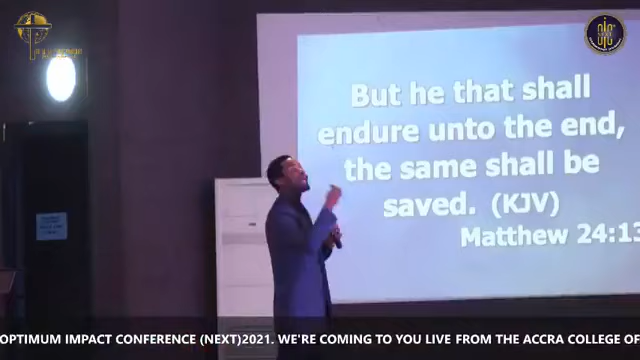 But he that shall
endure unto the end,
the same shall be
saved. (KJV)
Matthew 24:13
OPTIMUM IMPACT CONFERENCE (NEXT)2021. WE'RE COMING TO YOU LIVE FROM THE ACCRA COLLEGE OF